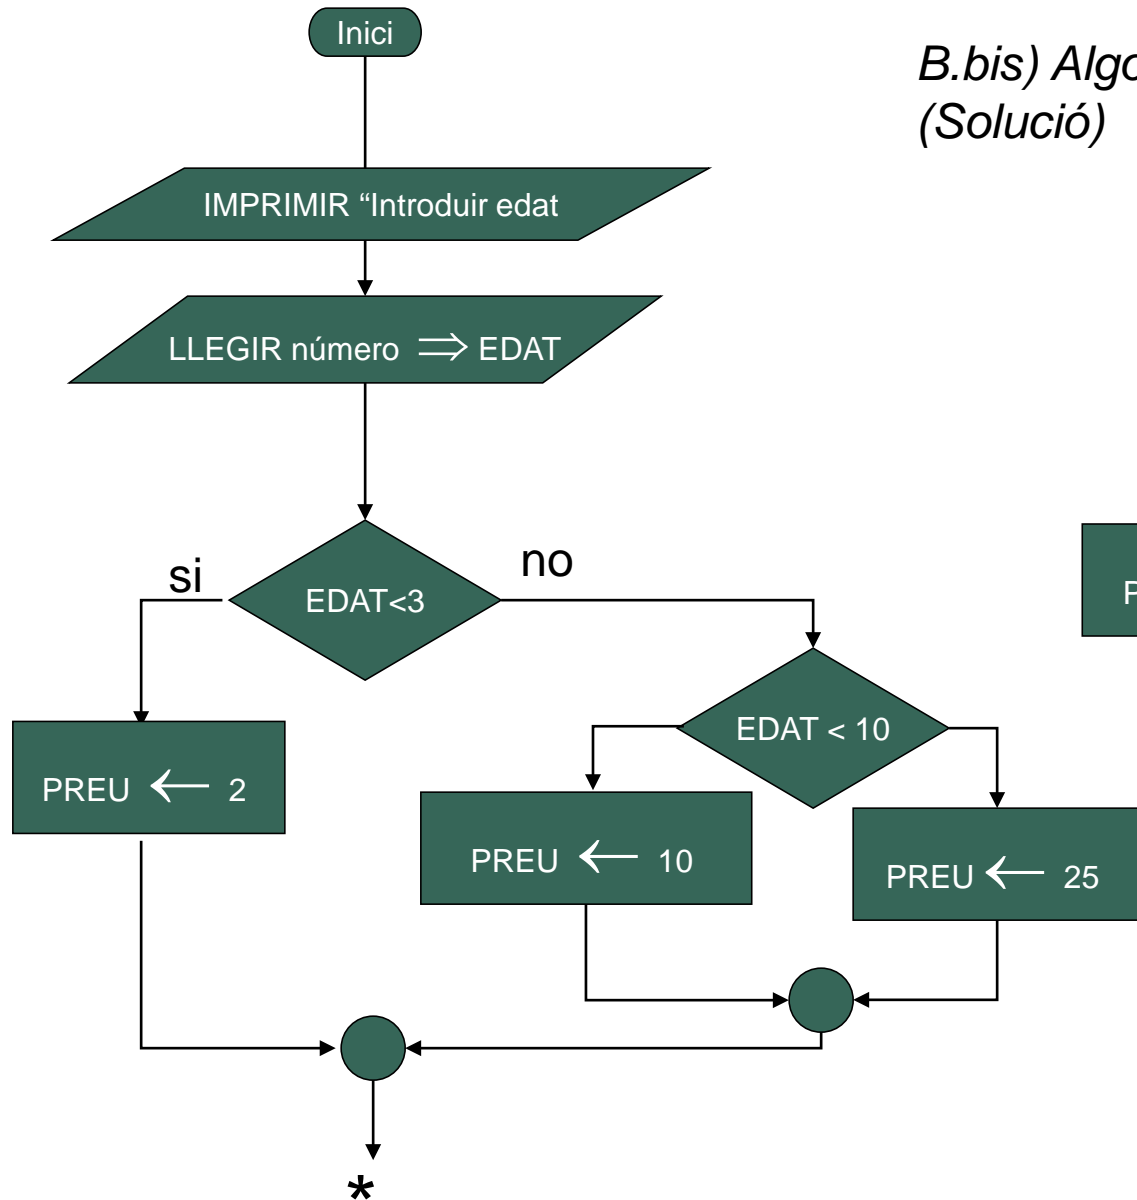 Inici
B.bis)
(Solució)
IMPRIMIR “Introduir edat
LLEGIR número ⇒ EDAT
si
no
EDAT<3
EDAT < 10
PREU ← 2
PREU ← 10
PREU ← 25
*